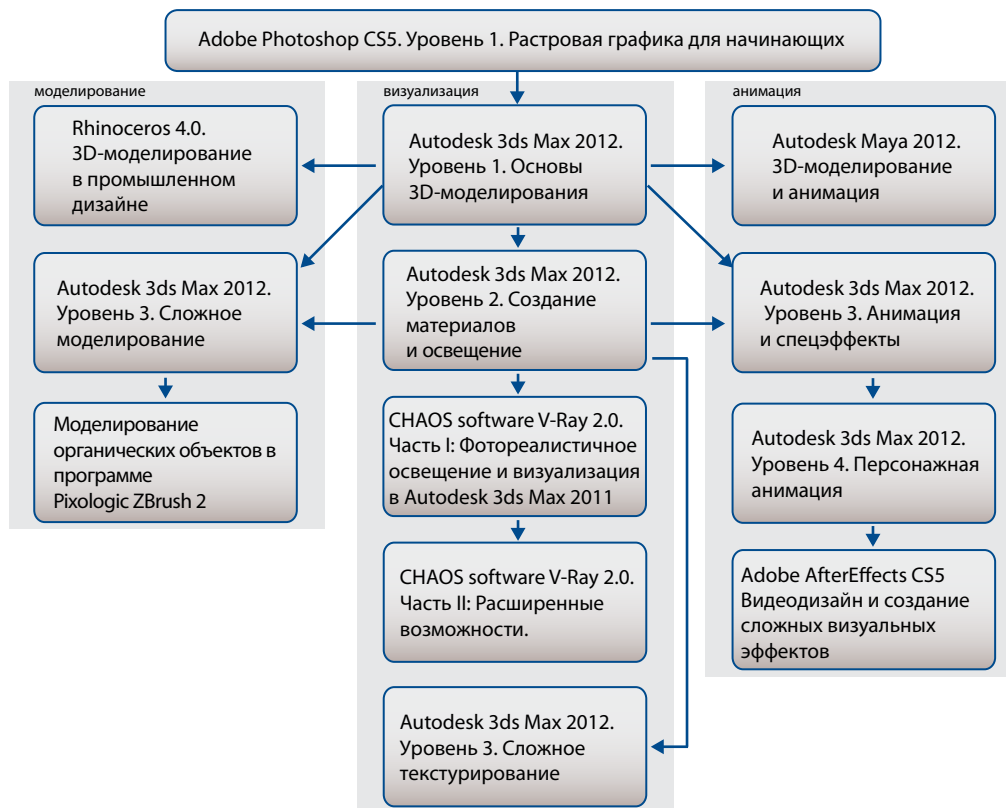 Adobe Photoshop CS5. Уровень 1. Растровая графика для начинающих
моделирование
Rhinoceros 4.0.
3D-моделирование
в промышленном
дизайне
Autodesk 3ds Max 2012.
Уровень 3. Сложное
моделирование
Моделирование
органических объектов в
программе
Pixologic ZBrush 2
визуализация
Autodesk 3ds Max 2012.
Уровень 1. Основы
3D-моделирования
Autodesk 3ds Max 2012.
Уровень 2. Создание
материалов
и освещение
CHAOS software V-Ray 2.0.
Часть I: Фотореалистичное
освещение и визуализация
в Autodesk 3ds Max 2011
CHAOS software V-Ray 2.0.
Часть II: Расширенные
возможности.
Autodesk 3ds Max 2012.
Уровень 3. Сложное
текстурирование
анимация
Autodesk Maya 2012.
3D-моделирование
и анимация
Autodesk 3ds Max 2012.
Уровень 3. Анимация
и спецэффекты
Autodesk 3ds Max 2012.
Уровень 4. Персонажная
анимация
Adobe AfterEffects CS5
Видеодизайн и создание
сложных визуальных
эффектов